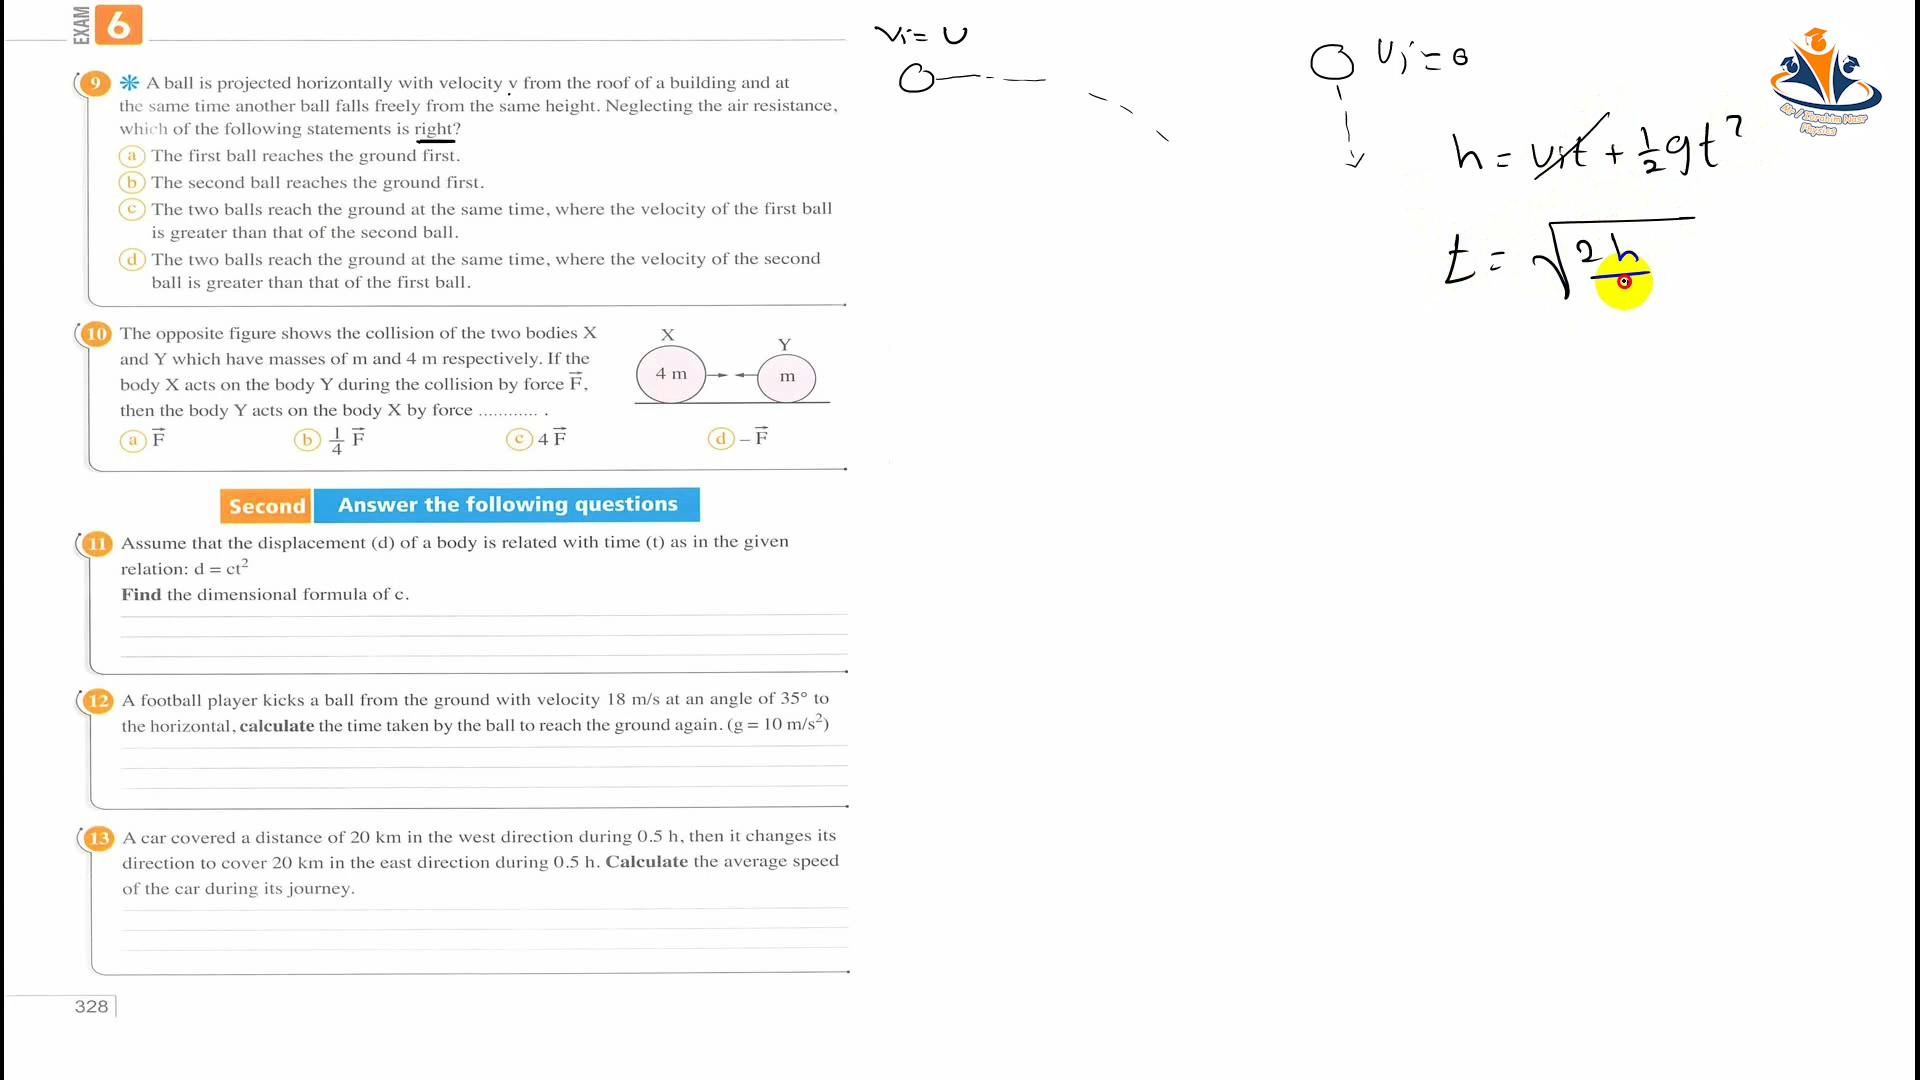 EXAM 6
9 * A ball is projected horizontally with velocity v from the roof of a building and at
the same time another ball falls freely from the same height. Neglecting the air resistance,
which of the following statements is right?
a The first ball reaches the ground first.
b The second ball reaches the ground first.
c The two balls reach the ground at the same time, where the velocity of the first ball
is greater than that of the second ball.
d The two balls reach the ground at the same time, where the velocity of the second
ball is greater than that of the first ball.
10 The opposite figure shows the collision of the two bodies X
and Y which have masses of m and 4 m respectively. If the
body X acts on the body Y during the collision by force F⃗,
then the body Y acts on the body X by force ............ .
X
Y
4 m
m
a F⃗ b 1/4 F⃗ c 4 F⃗ d – F⃗
Second Answer the following questions
11 Assume that the displacement (d) of a body is related with time (t) as in the given
relation: d = ct²
Find the dimensional formula of c.
12 A football player kicks a ball from the ground with velocity 18 m/s at an angle of 35° to
the horizontal, calculate the time taken by the ball to reach the ground again. (g = 10 m/s²)
13 A car covered a distance of 20 km in the west direction during 0.5 h, then it changes its
direction to cover 20 km in the east direction during 0.5 h. Calculate the average speed
of the car during its journey.
328
vi = v
vi = 0
h = vit + 1/2 gt²
t = √2h
Mr / Ibrahim Nasr
Physics